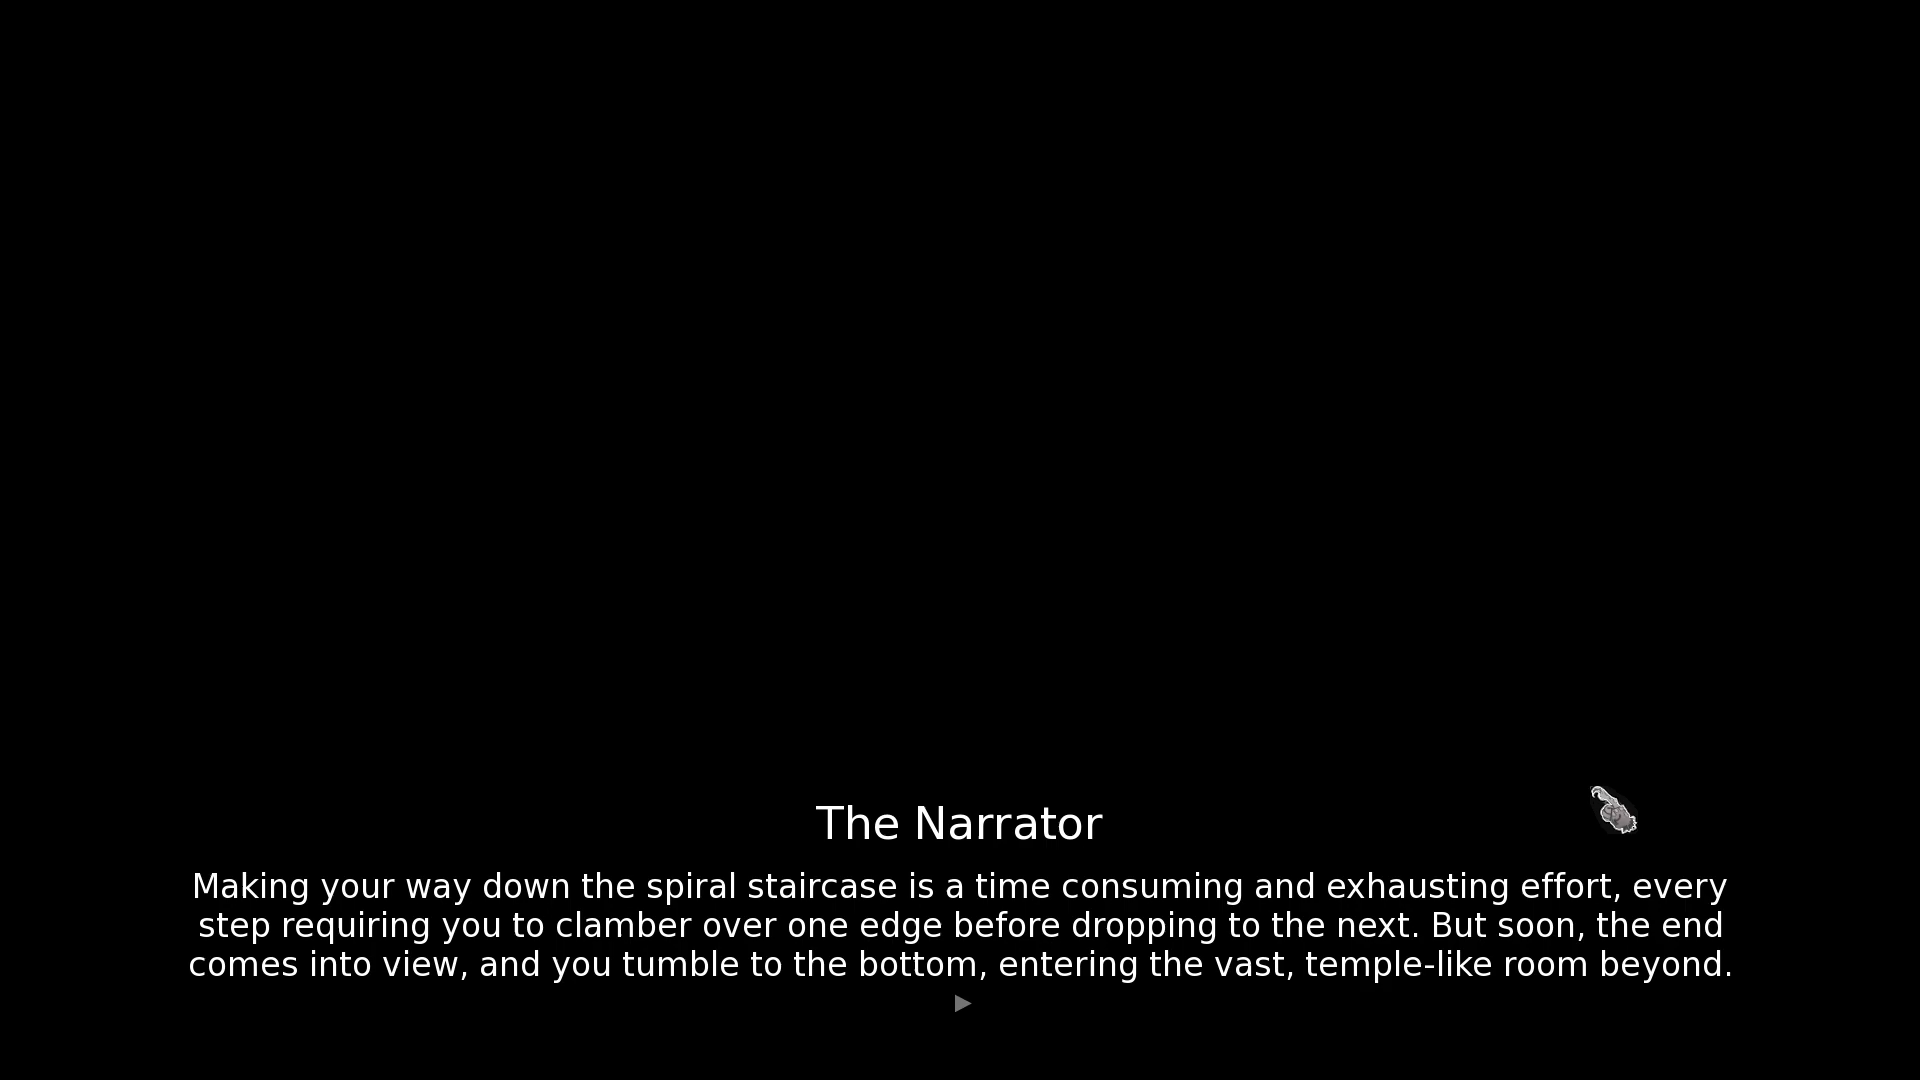 The Narrator
Making your way down the spiral staircase is a time consuming and exhausting effort, every
step requiring you to clamber over one edge before dropping to the next. But soon, the end
comes into view, and you tumble to the bottom, entering the vast, temple-like room beyond.